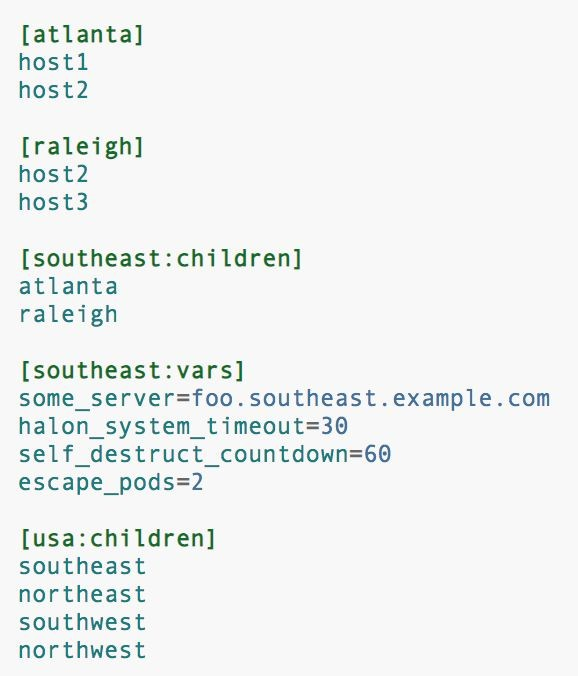 [atlanta]
host1
host2
[raleigh]
host2
host3
[southeast:children]
atlanta
raleigh
[southeast:vars]
some_server=foo.southeast.example.com
halon_system_timeout=30
self_destruct_countdown=60
escape_pods=2
[usa:children]
southeast
northeast
southwest
northwest